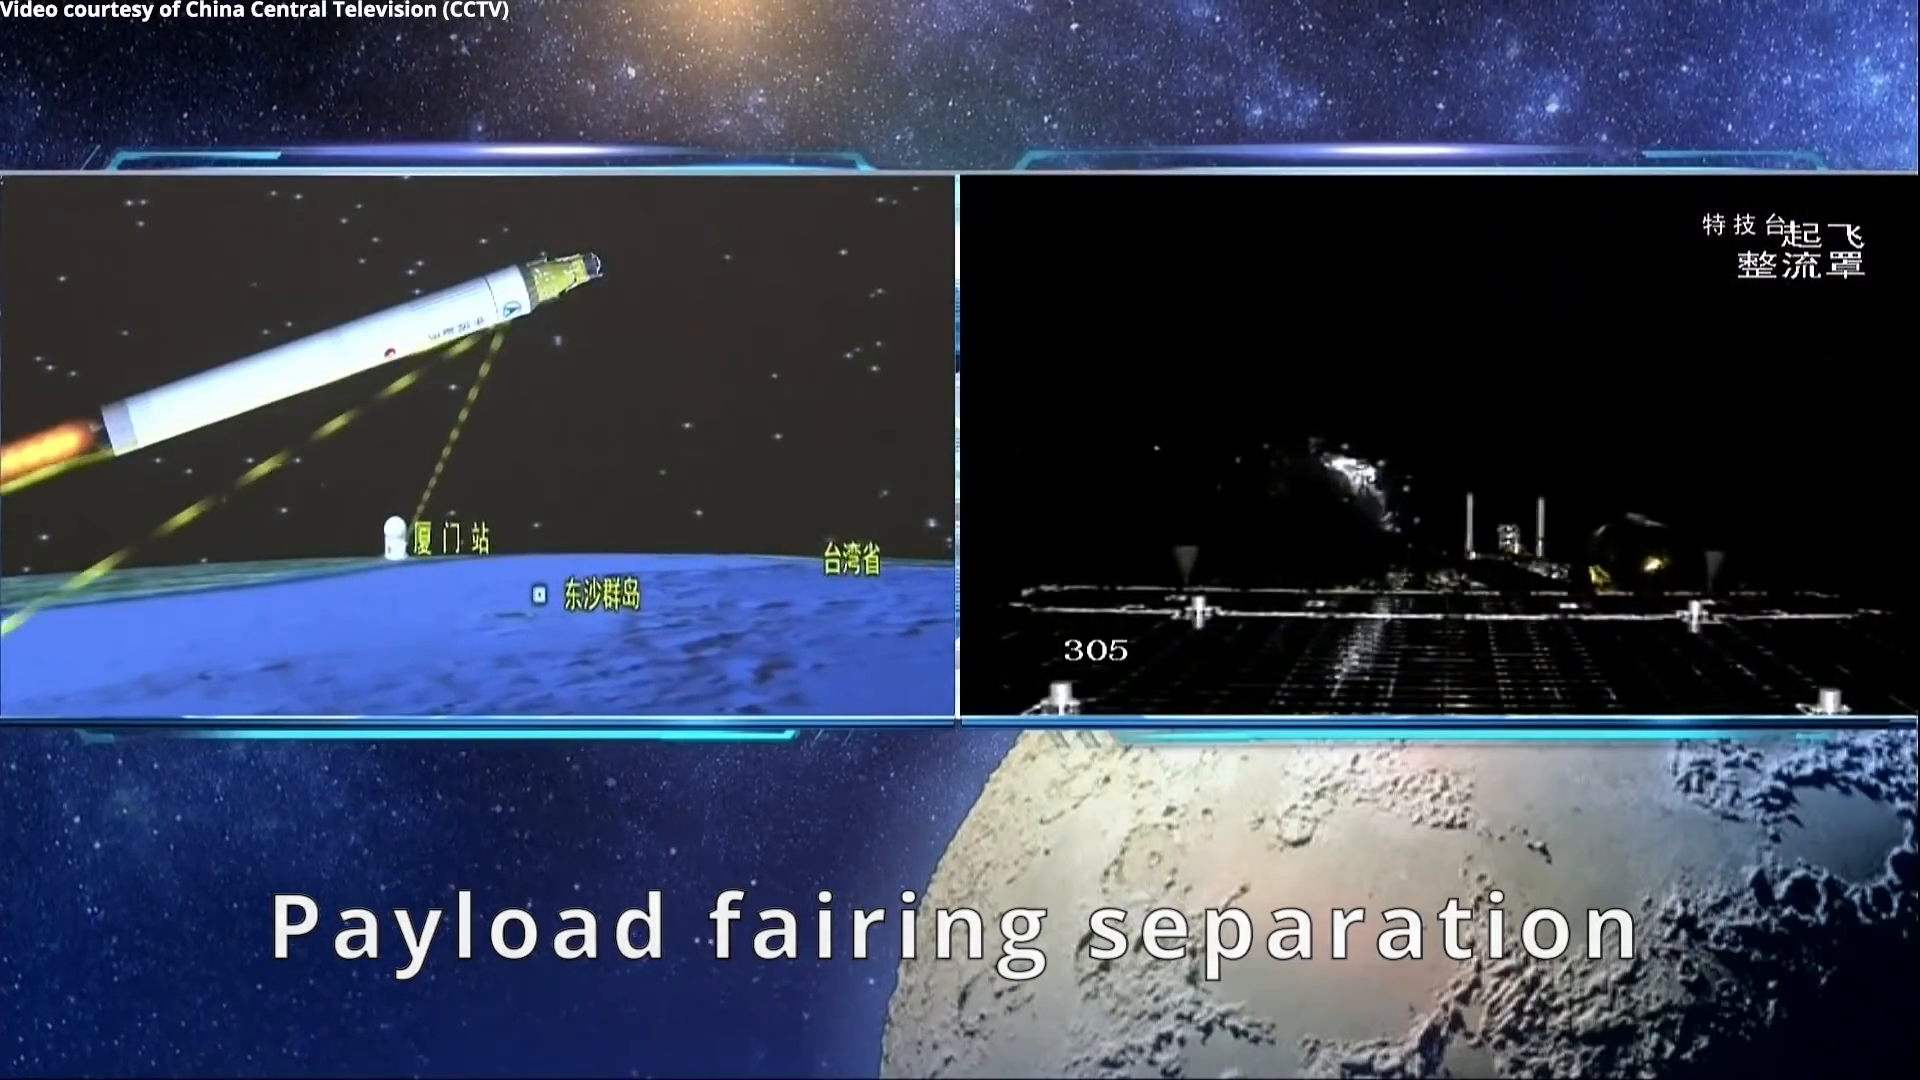 Video courtesy of China Central Television (CCTV)
特技台
起飞
整流罩
厦门站
台湾省
东沙群岛
305
Payload fairing separation